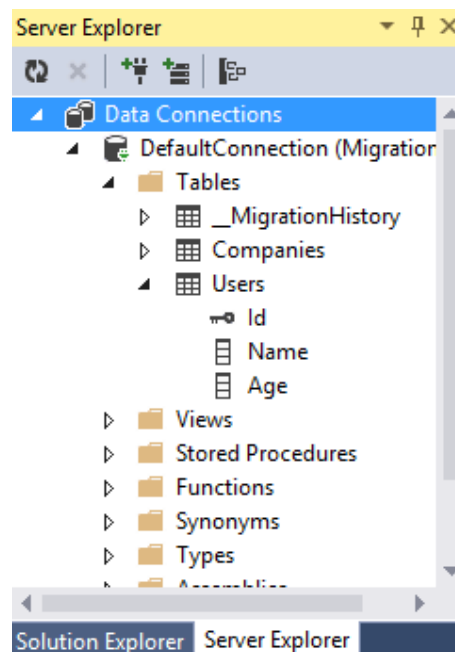 Server Explorer
Data Connections
DefaultConnection (Migration
Tables
__MigrationHistory
Companies
Users
Id
Name
Age
Views
Stored Procedures
Functions
Synonyms
Types
Solution Explorer Server Explorer